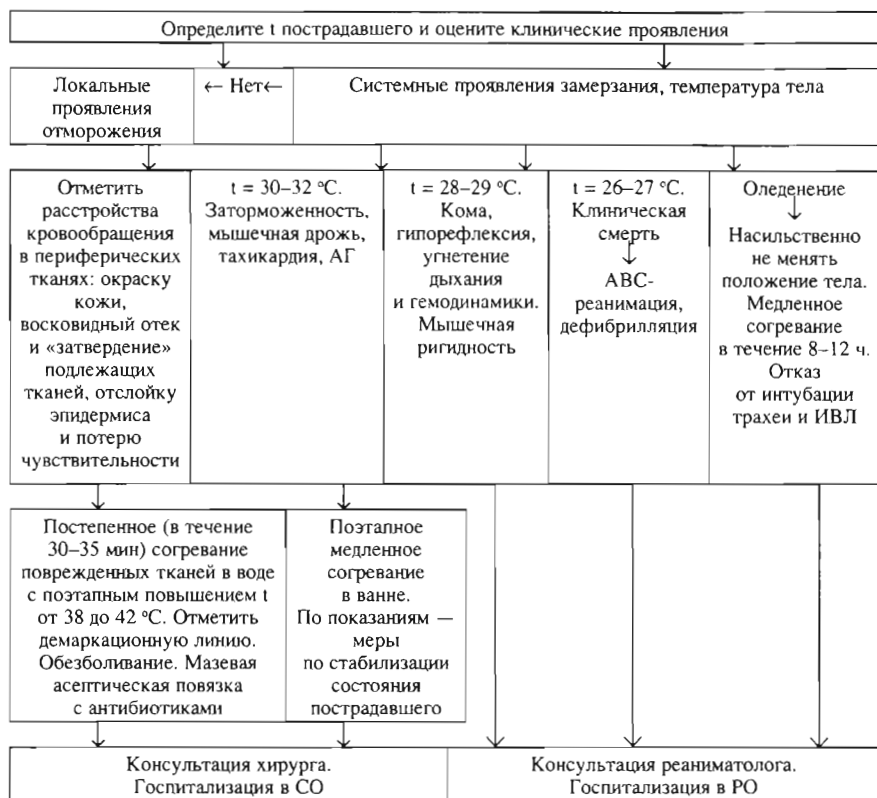 Определите t пострадавшего и оцените клинические проявления
Локальные
проявления
отморожения
← Нет←
Системные проявления замерзания, температура тела
Отметить
расстройства
кровообращения
в периферических
тканях: окраску
кожи,
восковидный отек
и «затвердение»
подлежащих
тканей, отслойку
эпидермиса
и потерю
чувствительности
t = 30–32 °С.
Заторможенность,
мышечная дрожь,
тахикардия, АГ
t = 28–29 °С.
Кома,
гипорефлексия,
угнетение
дыхания
и гемодинамики.
Мышечная
ригидность
t = 26–27 °С.
Клиническая
смерть
↓
АВС-
реанимация,
дефибрилляция
Оледенение
↓
Насильственно
не менять
положение тела.
Медленное
согревание
в течение 8–12 ч.
Отказ
от интубации
трахеи и ИВЛ
Постепенное (в течение
30–35 мин) согревание
поврежденных тканей в воде
с поэтапным повышением t
от 38 до 42 °С. Отметить
демаркационную линию.
Обезболивание. Мазевая
асептическая повязка
с антибиотиками
Поэтапное
медленное
согревание
в ванне.
По показаниям —
меры
по стабилизации
состояния
пострадавшего
Консультация хирурга.
Госпитализация в СО
Консультация реаниматолога.
Госпитализация в РО